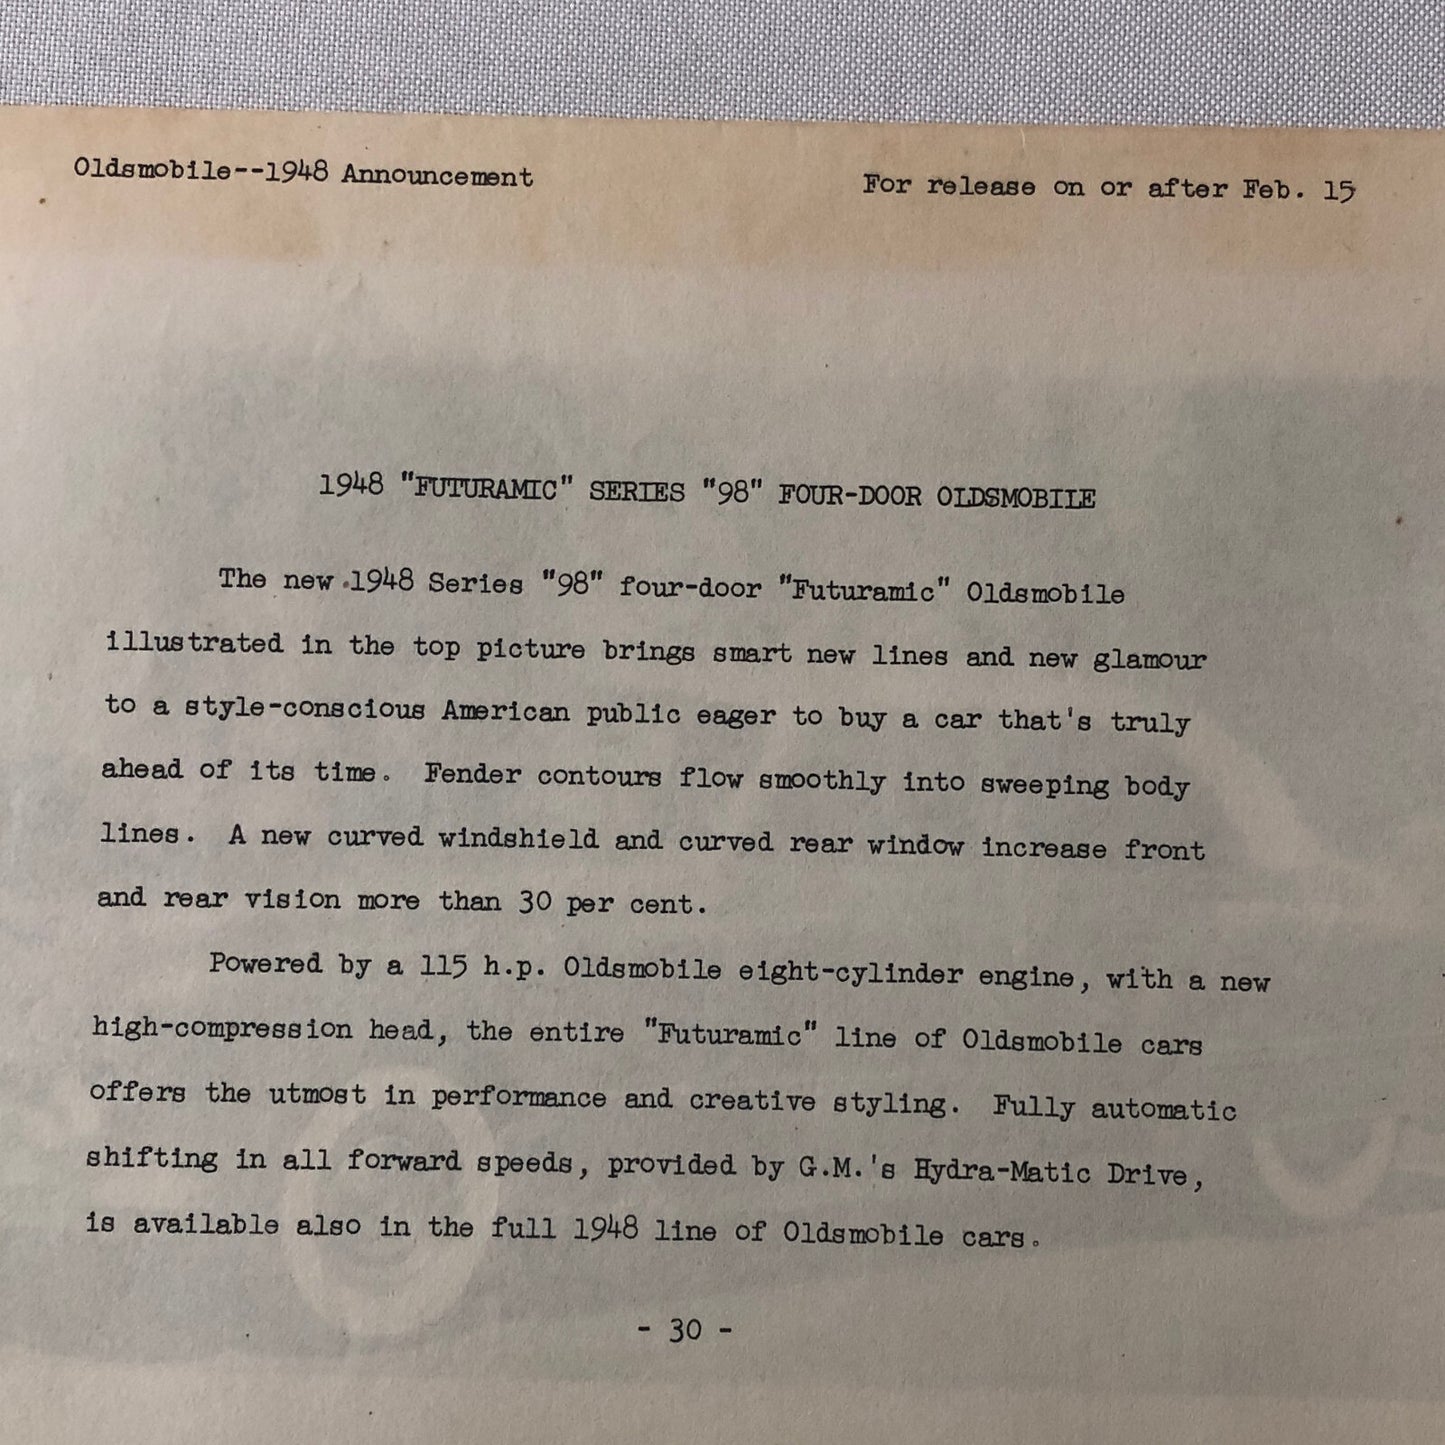 Oldsmobile--1948 Announcement
For release on or after Feb. 15
1948 "FUTURAMIC" SERIES "98" FOUR-DOOR OLDSMOBILE
The new 1948 Series "98" four-door "Futuramic" Oldsmobile
illustrated in the top picture brings smart new lines and new glamour
to a style-conscious American public eager to buy a car that's truly
ahead of its time. Fender contours flow smoothly into sweeping body
lines. A new curved windshield and curved rear window increase front
and rear vision more than 30 per cent.
Powered by a 115 h.p. Oldsmobile eight-cylinder engine, with a new
high-compression head, the entire "Futuramic" line of Oldsmobile cars
offers the utmost in performance and creative styling. Fully automatic
shifting in all forward speeds, provided by G.M.'s Hydra-Matic Drive,
is available also in the full 1948 line of Oldsmobile cars.
- 30 -